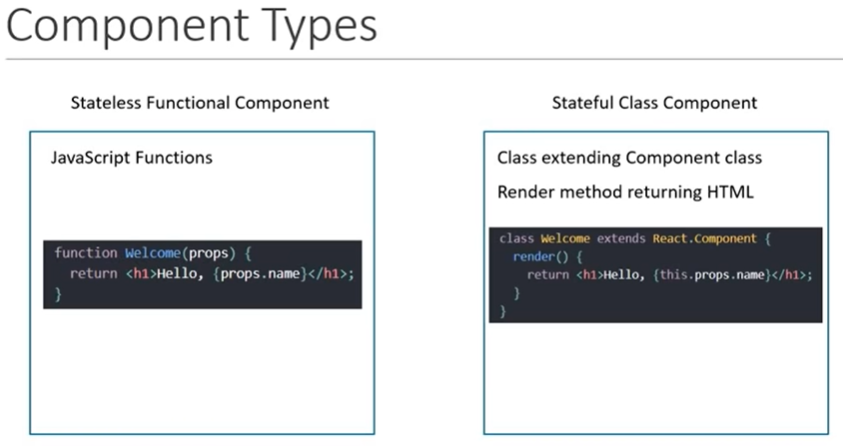 Component Types
Stateless Functional Component
JavaScript Functions
function Welcome(props) {
  return <h1>Hello, {props.name}</h1>;
}
Stateful Class Component
Class extending Component class
Render method returning HTML
class Welcome extends React.Component {
  render() {
    return <h1>Hello, {this.props.name}</h1>;
  }
}